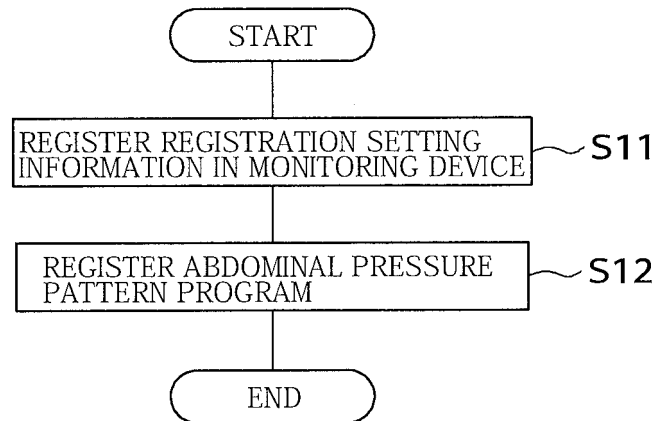 START
REGISTER REGISTRATION SETTING
INFORMATION IN MONITORING DEVICE
S11
REGISTER ABDOMINAL PRESSURE
PATTERN PROGRAM
S12
END